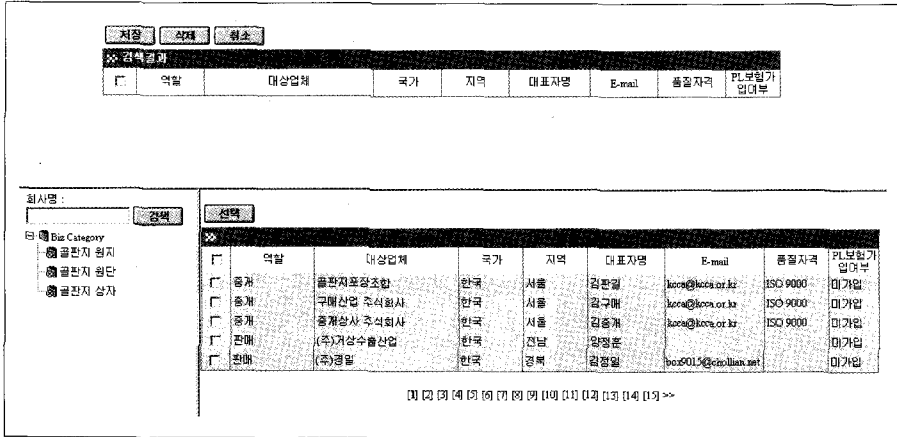 저장 삭제 취소
검색결과
역할 대상업체 국가 지역 대표자명 E-mail 품질자격 PL보험가입여부
회사명 :
검색
선택
Biz Category
골판지 원지
골판지 원단
골판지 상자
역할 대상업체 국가 지역 대표자명 E-mail 품질자격 PL보험가입여부
중개 골판지포장조합 한국 서울 김판길 kcca@kcca.or.kr ISO 9000 미가입
중개 구매산업 주식회사 한국 서울 김구매 kcca@kcca.or.kr ISO 9000 미가입
중개 중개상사 주식회사 한국 서울 김중개 kcca@kcca.or.kr ISO 9000 미가입
판매 (주)거상수출산업 한국 전남 양정훈 미가입
판매 (주)경일 한국 경북 김정일 box9015@chollian.net 미가입
[1] [2] [3] [4] [5] [6] [7] [8] [9] [10] [11] [12] [13] [14] [15] >>